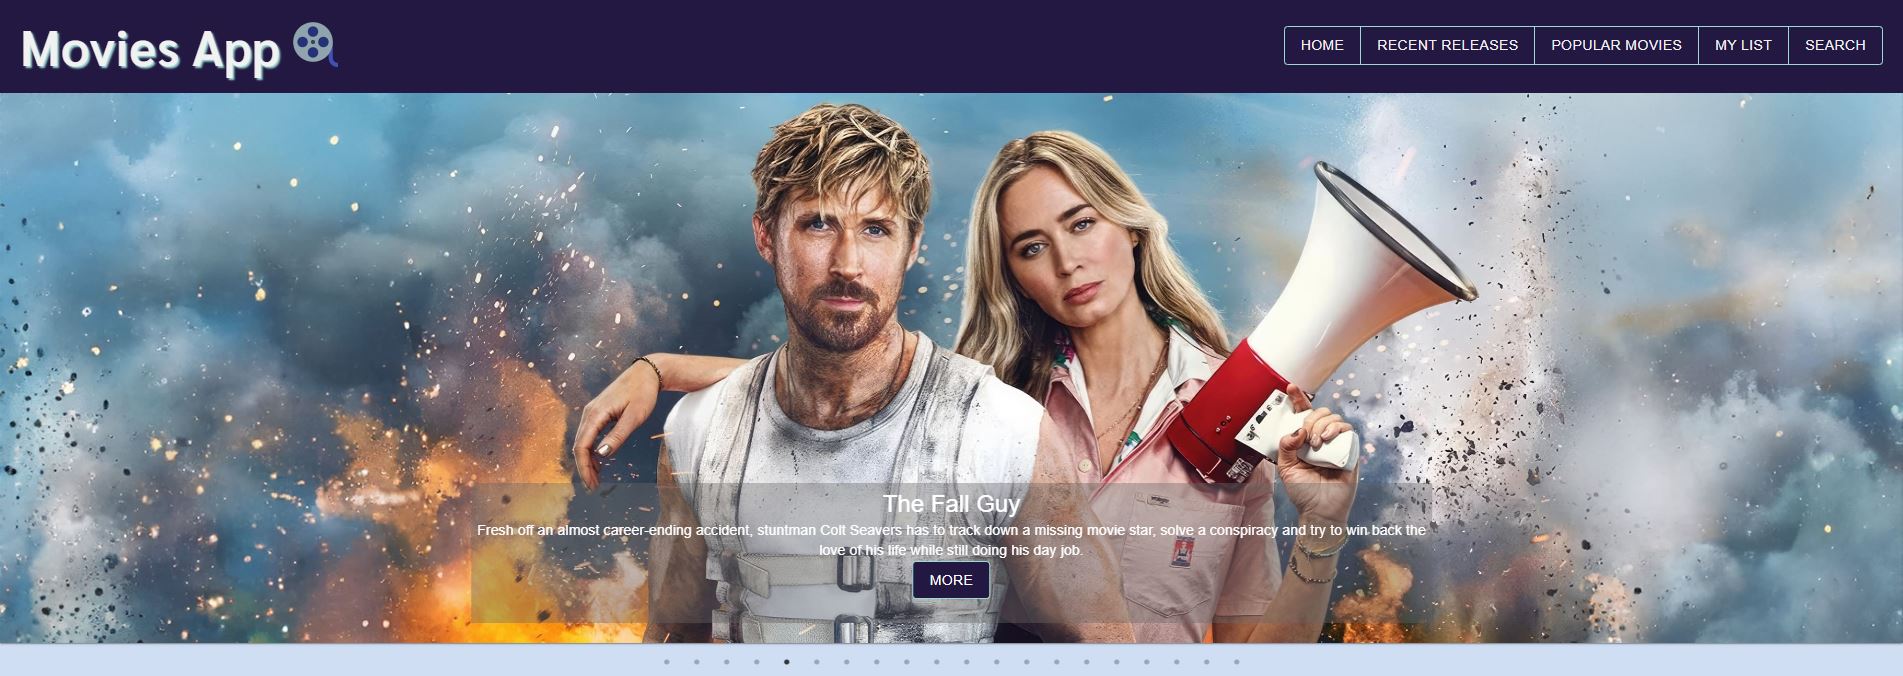 Movies App
HOME RECENT RELEASES POPULAR MOVIES MY LIST SEARCH
The Fall Guy
Fresh off an almost career-ending accident, stuntman Colt Seavers has to track down a missing movie star, solve a conspiracy and try to win back the
love of his life while still doing his day job.
MORE